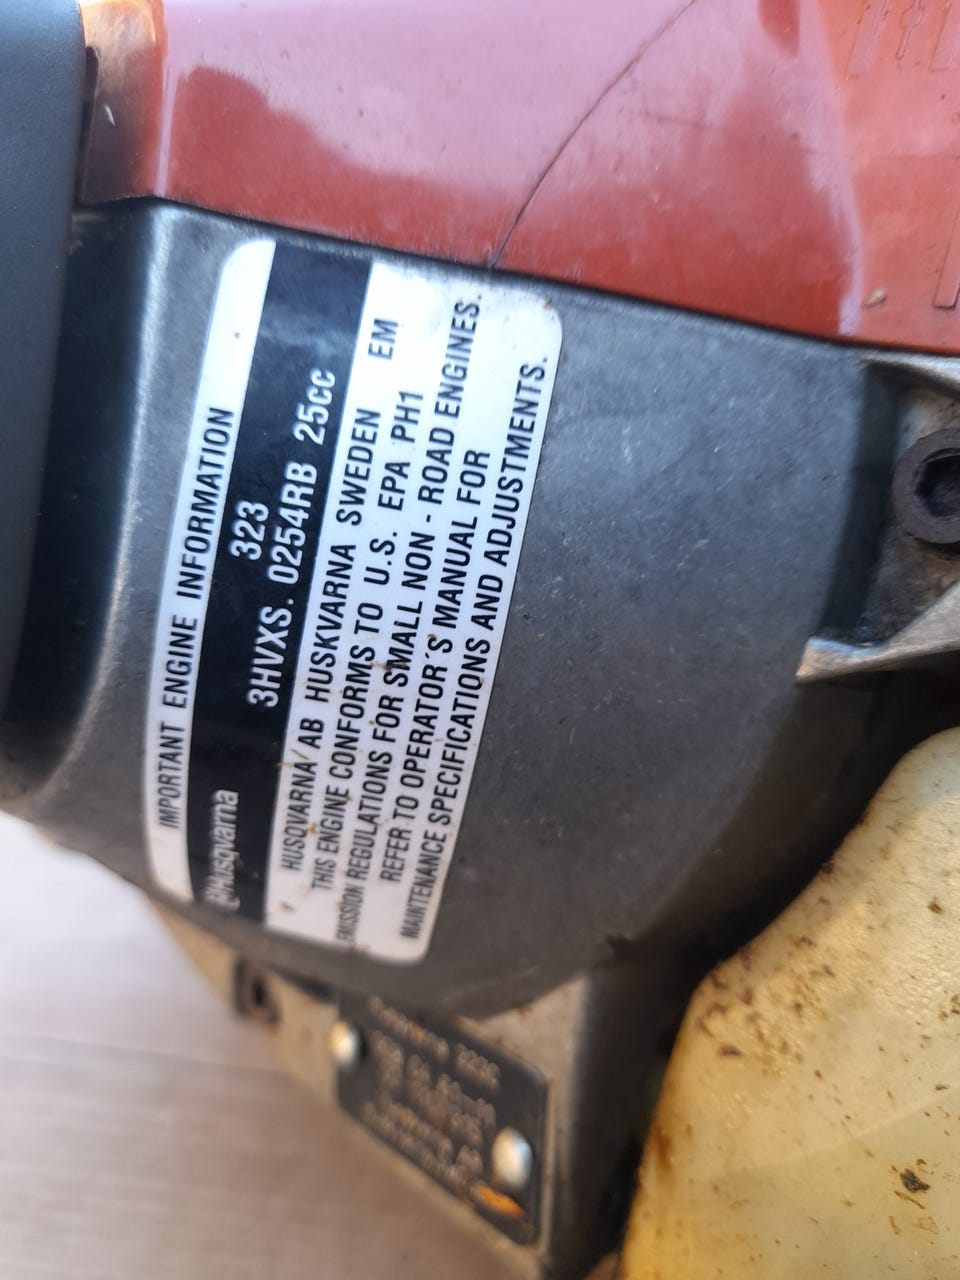 IMPORTANT ENGINE INFORMATION
Husqvarna 323
3HVXS. 0254RB 25cc
HUSQVARNA/AB HUSKVARNA SWEDEN EM
THIS ENGINE CONFORMS TO U.S. EPA PH1
EMISSION REGULATIONS FOR SMALL NON - ROAD ENGINES.
REFER TO OPERATOR´S MANUAL FOR
MAINTENANCE SPECIFICATIONS AND ADJUSTMENTS.